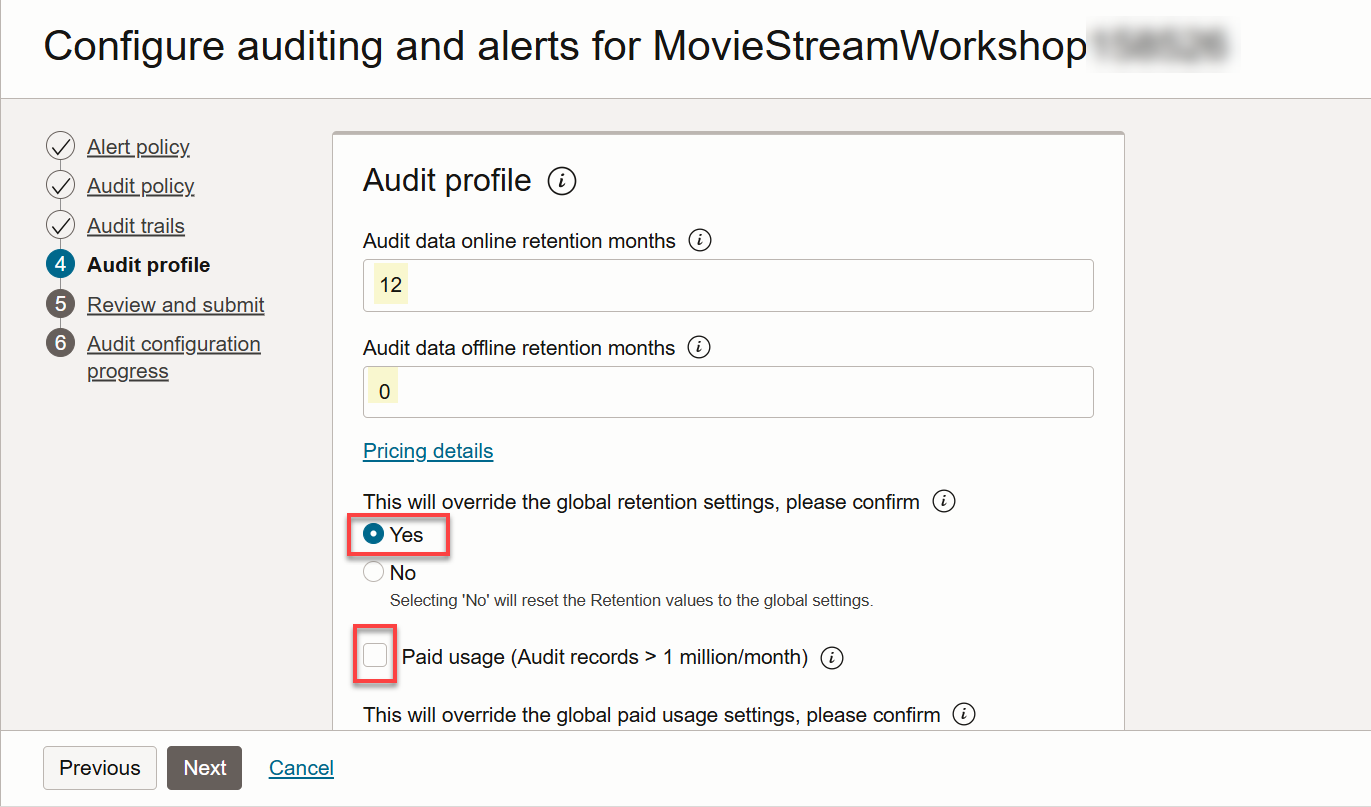 Configure auditing and alerts for MovieStreamWorkshop
Alert policy
Audit policy
Audit trails
4 Audit profile
5 Review and submit
6 Audit configuration
progress
Audit profile i
Audit data online retention months i
12
Audit data offline retention months i
0
Pricing details
This will override the global retention settings, please confirm i
Yes
No
Selecting 'No' will reset the Retention values to the global settings.
Paid usage (Audit records > 1 million/month) i
This will override the global paid usage settings, please confirm i
Previous Next Cancel